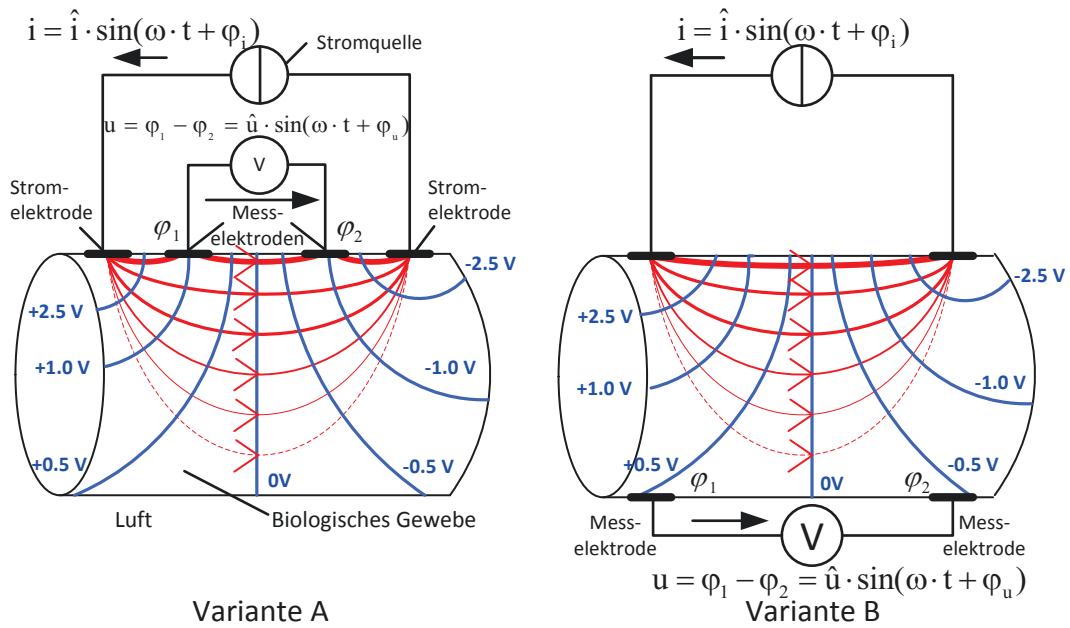 i = î · sin(ω · t + φᵢ)
Stromquelle
u = φ₁ − φ₂ = û · sin(ω · t + φᵤ)
V
Strom-
elektrode
φ₁
Mess-
elektroden
φ₂
Strom-
elektrode
+2.5 V
+1.0 V
+0.5 V
0V
-0.5 V
-1.0 V
-2.5 V
Luft
Biologisches Gewebe
Variante A
i = î · sin(ω · t + φᵢ)
+2.5 V
+1.0 V
+0.5 V
0V
-0.5 V
-1.0 V
-2.5 V
φ₁
φ₂
Mess-
elektrode
V
Mess-
elektrode
u = φ₁ − φ₂ = û · sin(ω · t + φᵤ)
Variante B